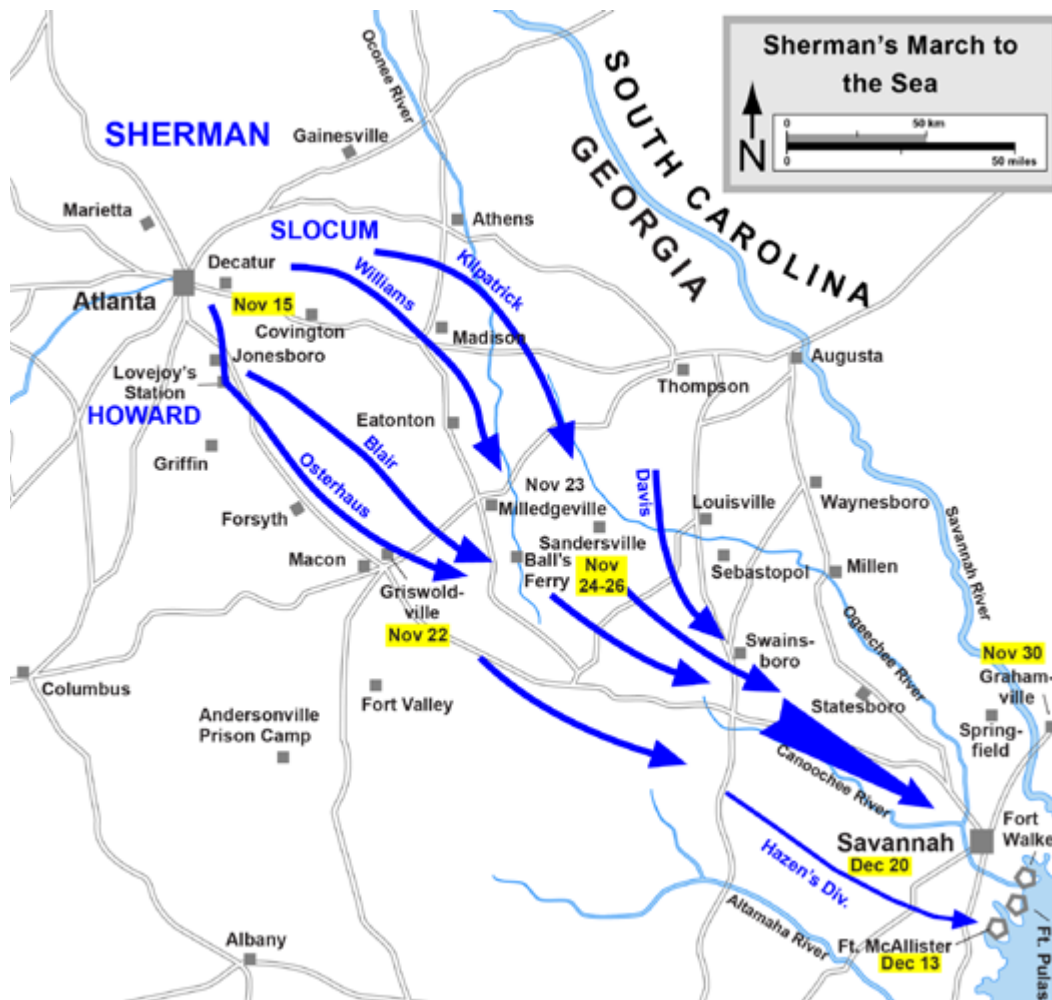 Sherman's March to
the Sea
0
50 km
N
0
50 miles
SOUTH CAROLINA
GEORGIA
Oconee River
SHERMAN
Gainesville
Marietta
Athens
SLOCUM
Decatur
Williams
Kilpatrick
Atlanta
Nov 15
Covington
Madison
Jonesboro
Augusta
Lovejoy's
Station
Thompson
HOWARD
Eatonton
Griffin
Blair
Osterhaus
Nov 23
Davis
Waynesboro
Milledgeville
Louisville
Forsyth
Savannah River
Sandersville
Macon
Ball's
Ferry
Nov
24-26
Sebastopol
Millen
Griswold-
ville
Nov 22
Ogeechee River
Swains-
boro
Nov 30
Graham-
ville
Columbus
Fort Valley
Statesboro
Andersonville
Prison Camp
Spring-
field
Canoochee River
Fort
Walke
Savannah
Dec 20
Hazen's Div.
Altamaha River
Albany
Ft. McAllister
Dec 13
Ft. Pulas